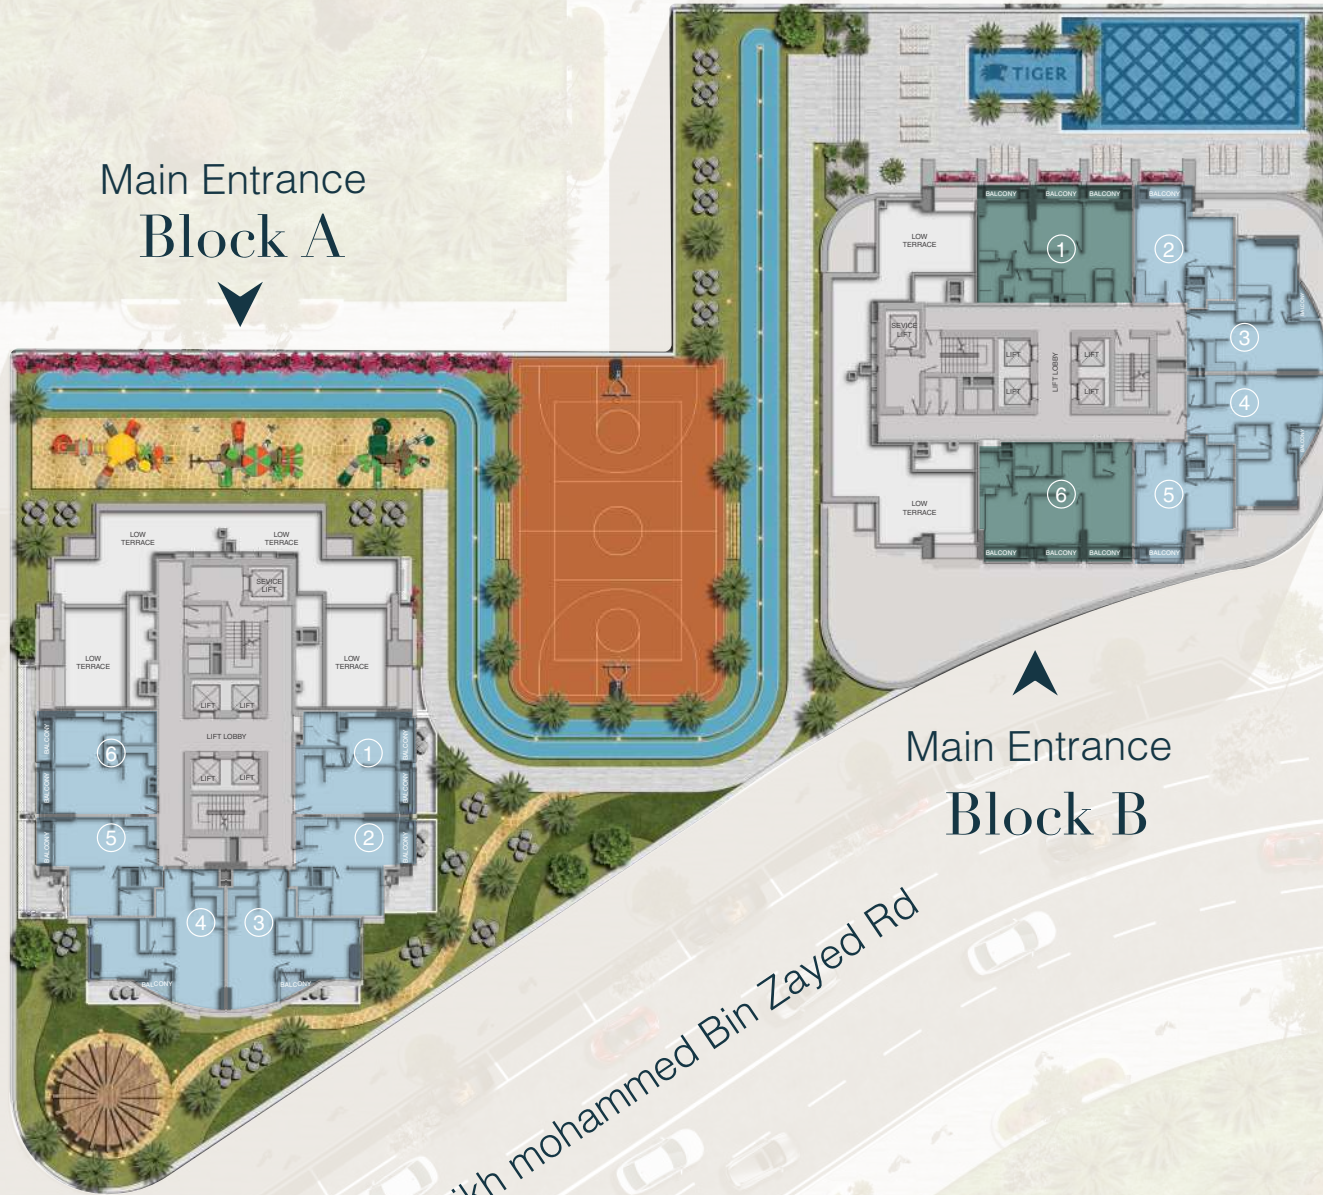 Main Entrance
Block A
TIGER
BALCONY
BALCONY
BALCONY
BALCONY
LOW
TERRACE
1
2
SEVICE
LIFT
LIFT
LIFT
LIFT LOBBY
LIFT
LIFT
3
4
LOW
TERRACE
6
5
BALCONY
BALCONY
BALCONY
BALCONY
LOW
TERRACE
LOW
TERRACE
SEVICE
LIFT
LOW
TERRACE
LOW
TERRACE
LIFT
LIFT
LIFT LOBBY
LIFT
LIFT
BALCONY
6
1
BALCONY
BALCONY
BALCONY
BALCONY
5
2
BALCONY
4
3
BALCONY
BALCONY
Main Entrance
Block B
mohammed Bin Zayed Rd